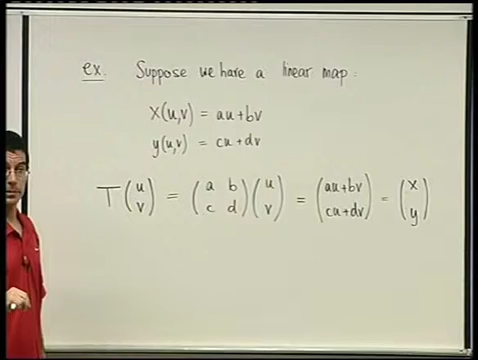 ex. Suppose we have a linear map:
x(u,v) = au+bv
y(u,v) = cu+dv
T(u v) = (a b c d)(u v) = (au+bv cu+dv) = (x y)